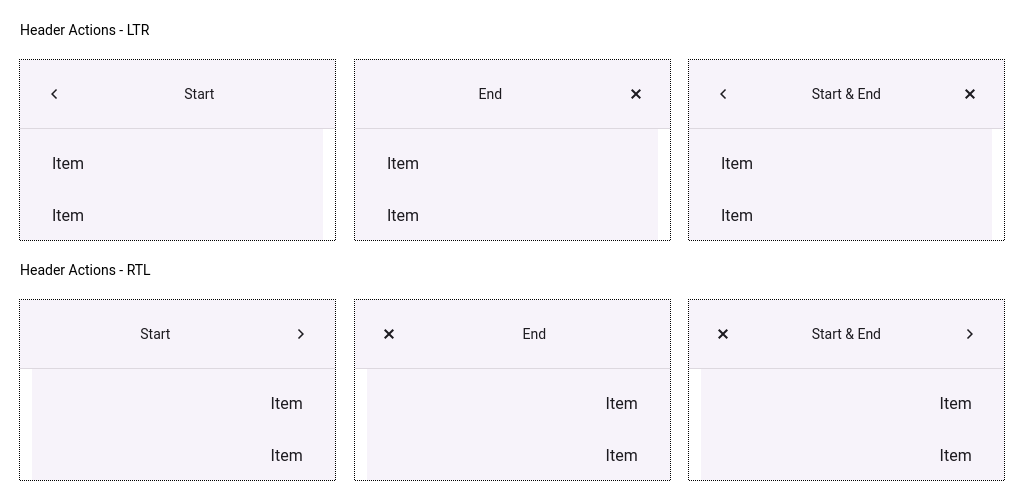 Header Actions - LTR
Start
End
Start & End
Item
Item
Item
Item
Item
Item
Header Actions - RTL
Start
End
Start & End
Item
Item
Item
Item
Item
Item